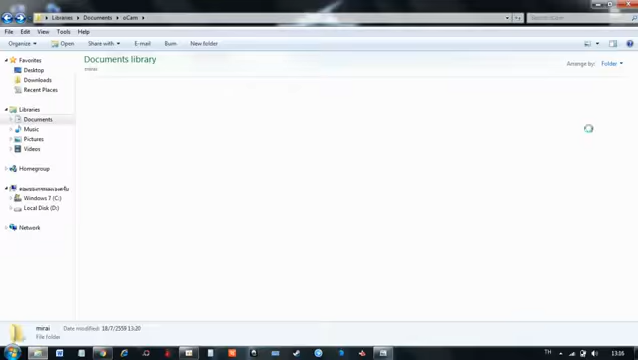 Libraries ▸ Documents ▸ oCam ▸
Search oCam
File Edit View Tools Help
Organize Open Share with E-mail Burn New folder
Favorites
Desktop
Downloads
Recent Places
Libraries
Documents
Music
Pictures
Videos
Homegroup
Windows 7 (C:)
Local Disk (D:)
Network
Documents library
mirai
Arrange by: Folder
mirai Date modified: 18/7/2559 13:20
File folder
TH 13:16